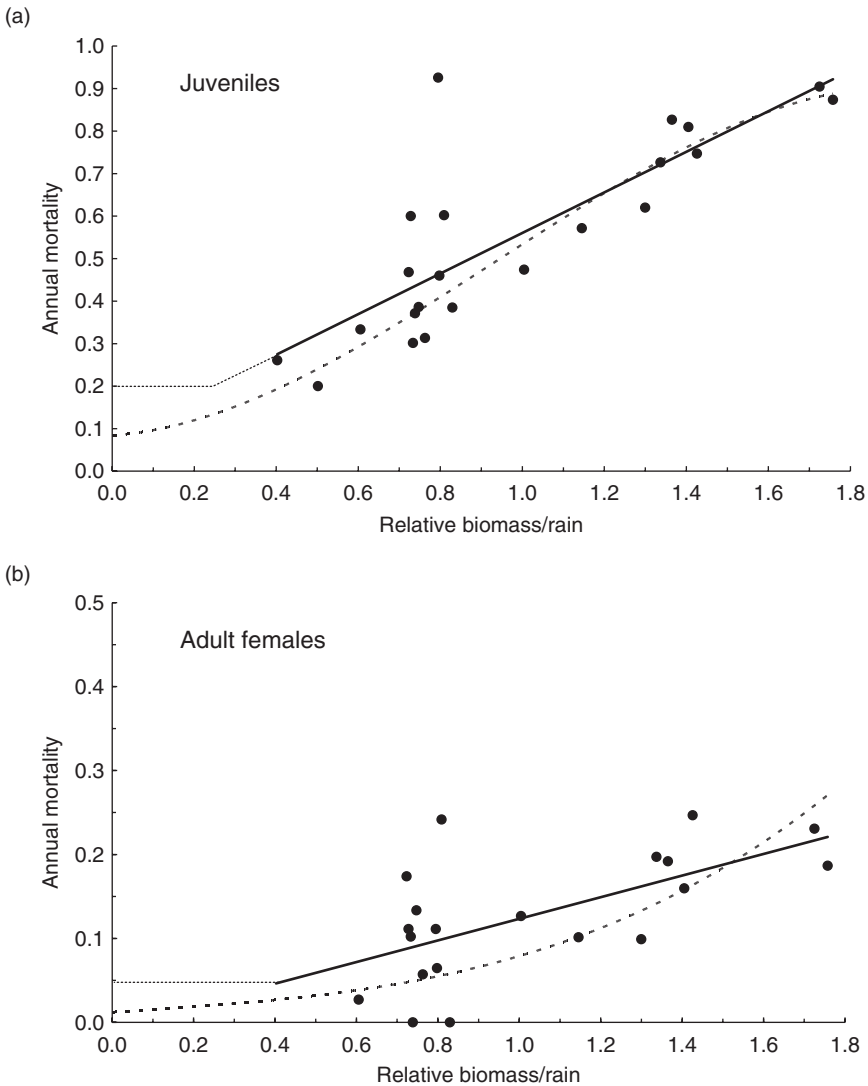 (a)
1.0
0.9
0.8
0.7
0.6
0.5
0.4
0.3
0.2
0.1
0.0
Juveniles
Annual mortality
0.0 0.2 0.4 0.6 0.8 1.0 1.2 1.4 1.6 1.8
Relative biomass/rain
(b)
0.5
0.4
0.3
0.2
0.1
0.0
Adult females
Annual mortality
0.0 0.2 0.4 0.6 0.8 1.0 1.2 1.4 1.6 1.8
Relative biomass/rain